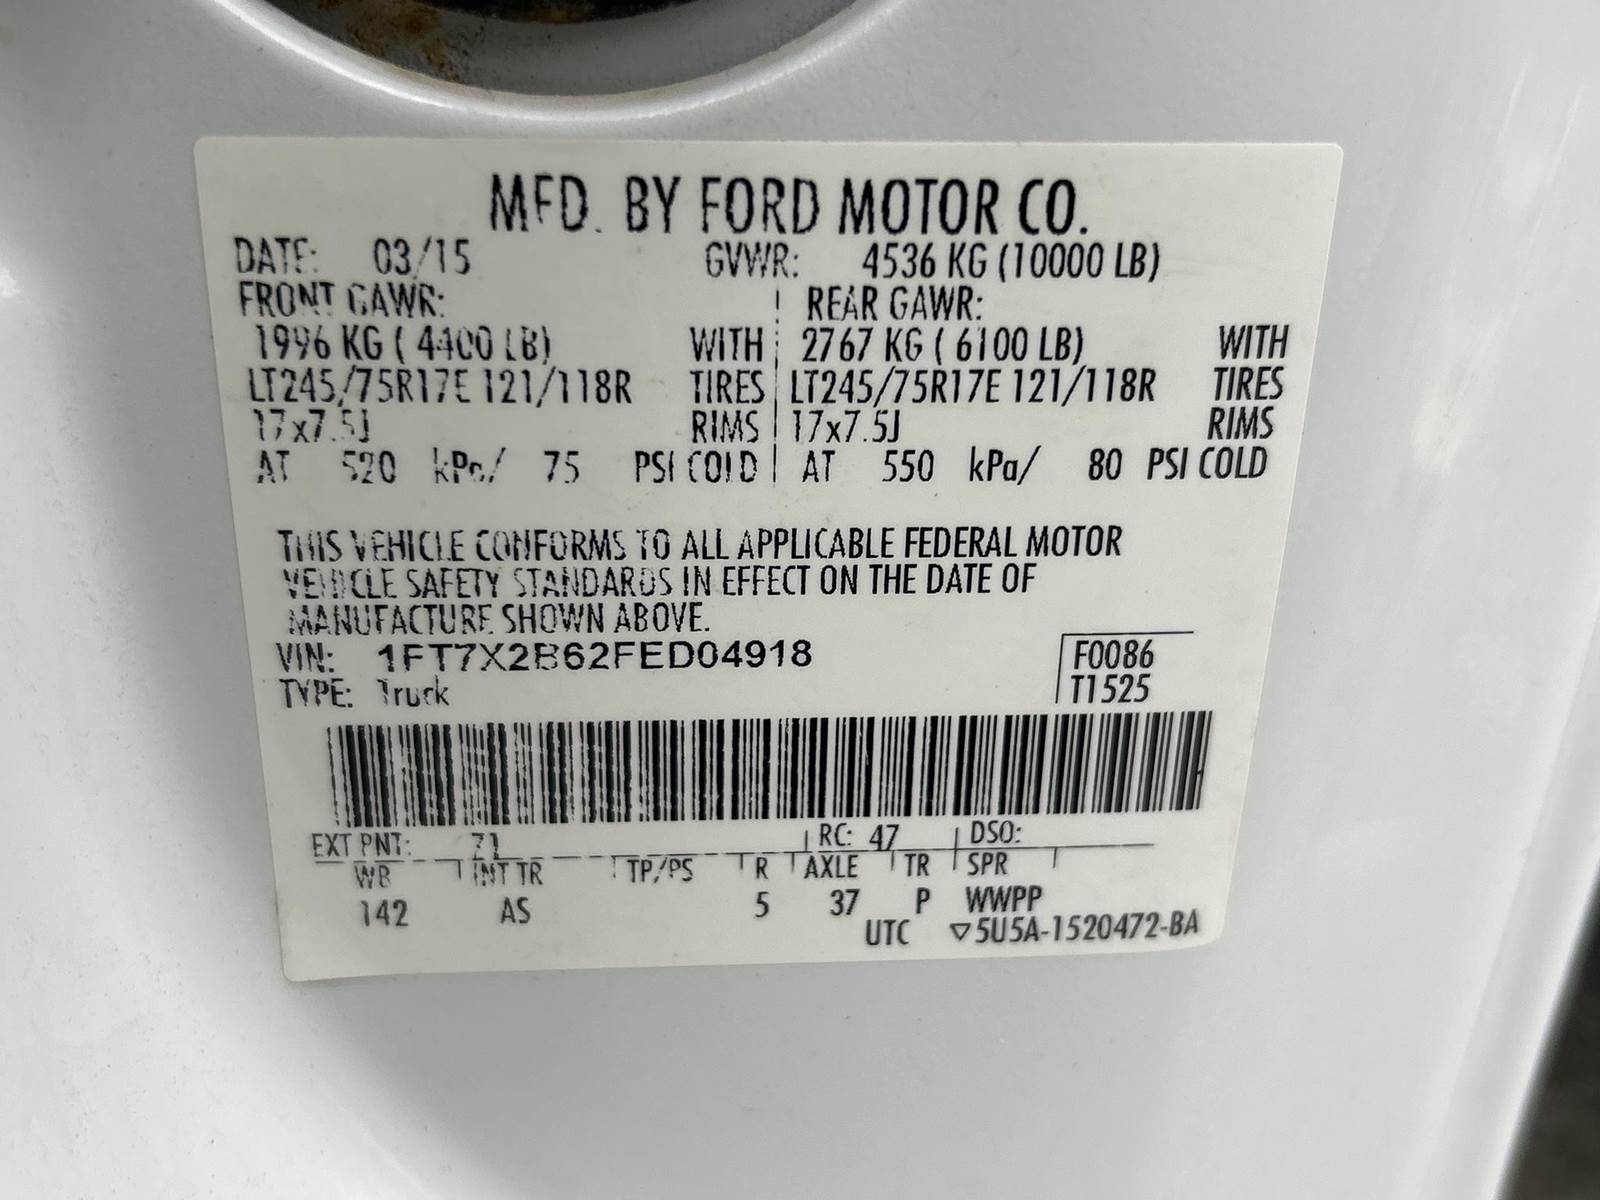 MFD. BY FORD MOTOR CO.
DATE: 03/15 GVWR: 4536 KG (10000 LB)
FRONT GAWR: REAR GAWR:
1996 KG ( 4400 LB) WITH 2767 KG ( 6100 LB) WITH
LT245/75R17E 121/118R TIRES LT245/75R17E 121/118R TIRES
17x7.5J RIMS 17x7.5J RIMS
AT 520 kPa/ 75 PSI COLD AT 550 kPa/ 80 PSI COLD
THIS VEHICLE CONFORMS TO ALL APPLICABLE FEDERAL MOTOR
VEHICLE SAFETY STANDARDS IN EFFECT ON THE DATE OF
MANUFACTURE SHOWN ABOVE.
VIN: 1FT7X2B62FED04918 F0086
TYPE: Truck T1525
EXT PNT: Z1 RC: 47 DSO:
WB INT TR TP/PS R AXLE TR SPR
142 AS 5 37 P WWPP
UTC ▽5U5A-1520472-BA